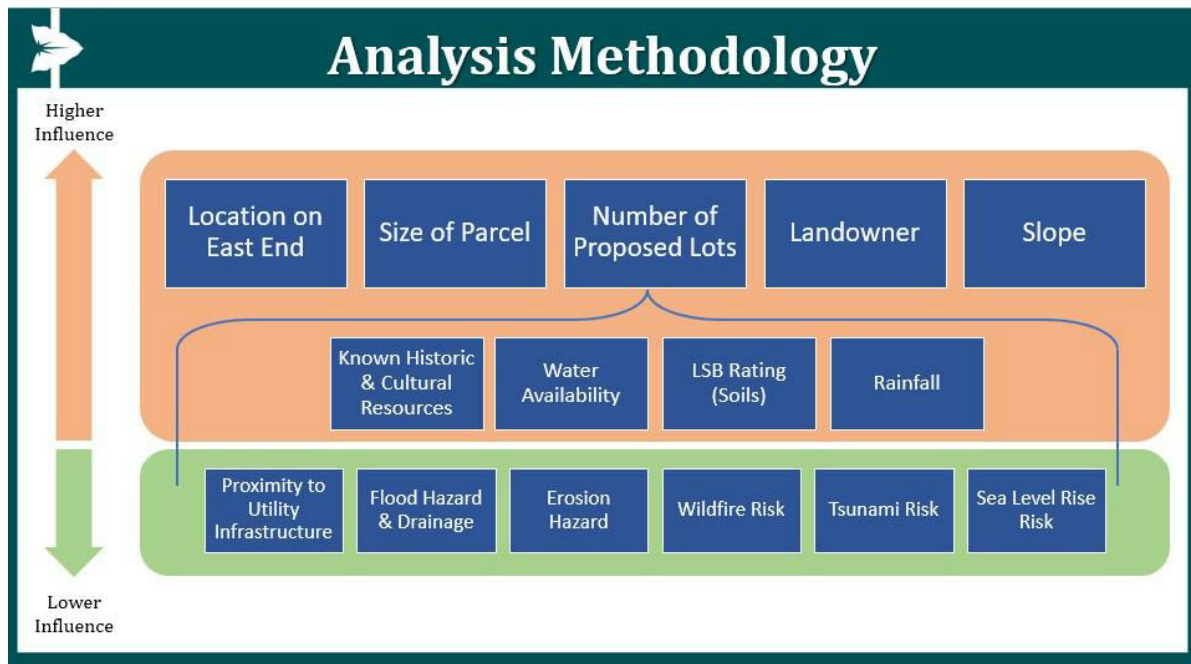 Analysis Methodology
Higher
Influence
Location on
East End
Size of Parcel
Number of
Proposed Lots
Landowner
Slope
Known Historic
& Cultural
Resources
Water
Availability
LSB Rating
(Soils)
Rainfall
Proximity to
Utility
Infrastructure
Flood Hazard
& Drainage
Erosion
Hazard
Wildfire Risk
Tsunami Risk
Sea Level Rise
Risk
Lower
Influence